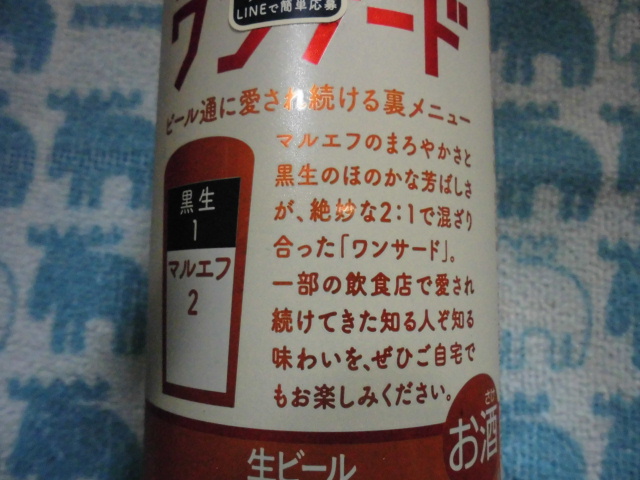 LINEで簡単応募
ワンサード
ビール通に愛され続ける裏メニュー
マルエフのまろやかさと
黒生のほのかな芳ばしさ
が、絶妙な2:1で混ざり
合った「ワンサード」。
一部の飲食店で愛され
続けてきた知る人ぞ知る
味わいを、ぜひご自宅で
もお楽しみください。
黒生
1
マルエフ
2
さけ
お酒
生ビール